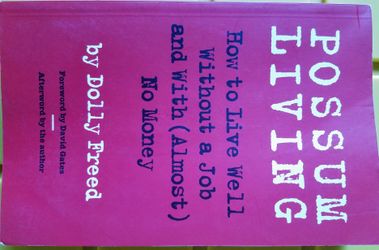 POSSUM
LIVING
How to Live Well
Without a Job
and With (Almost)
No Money
by Dolly Freed
Foreword by David Gates
Afterword by the author